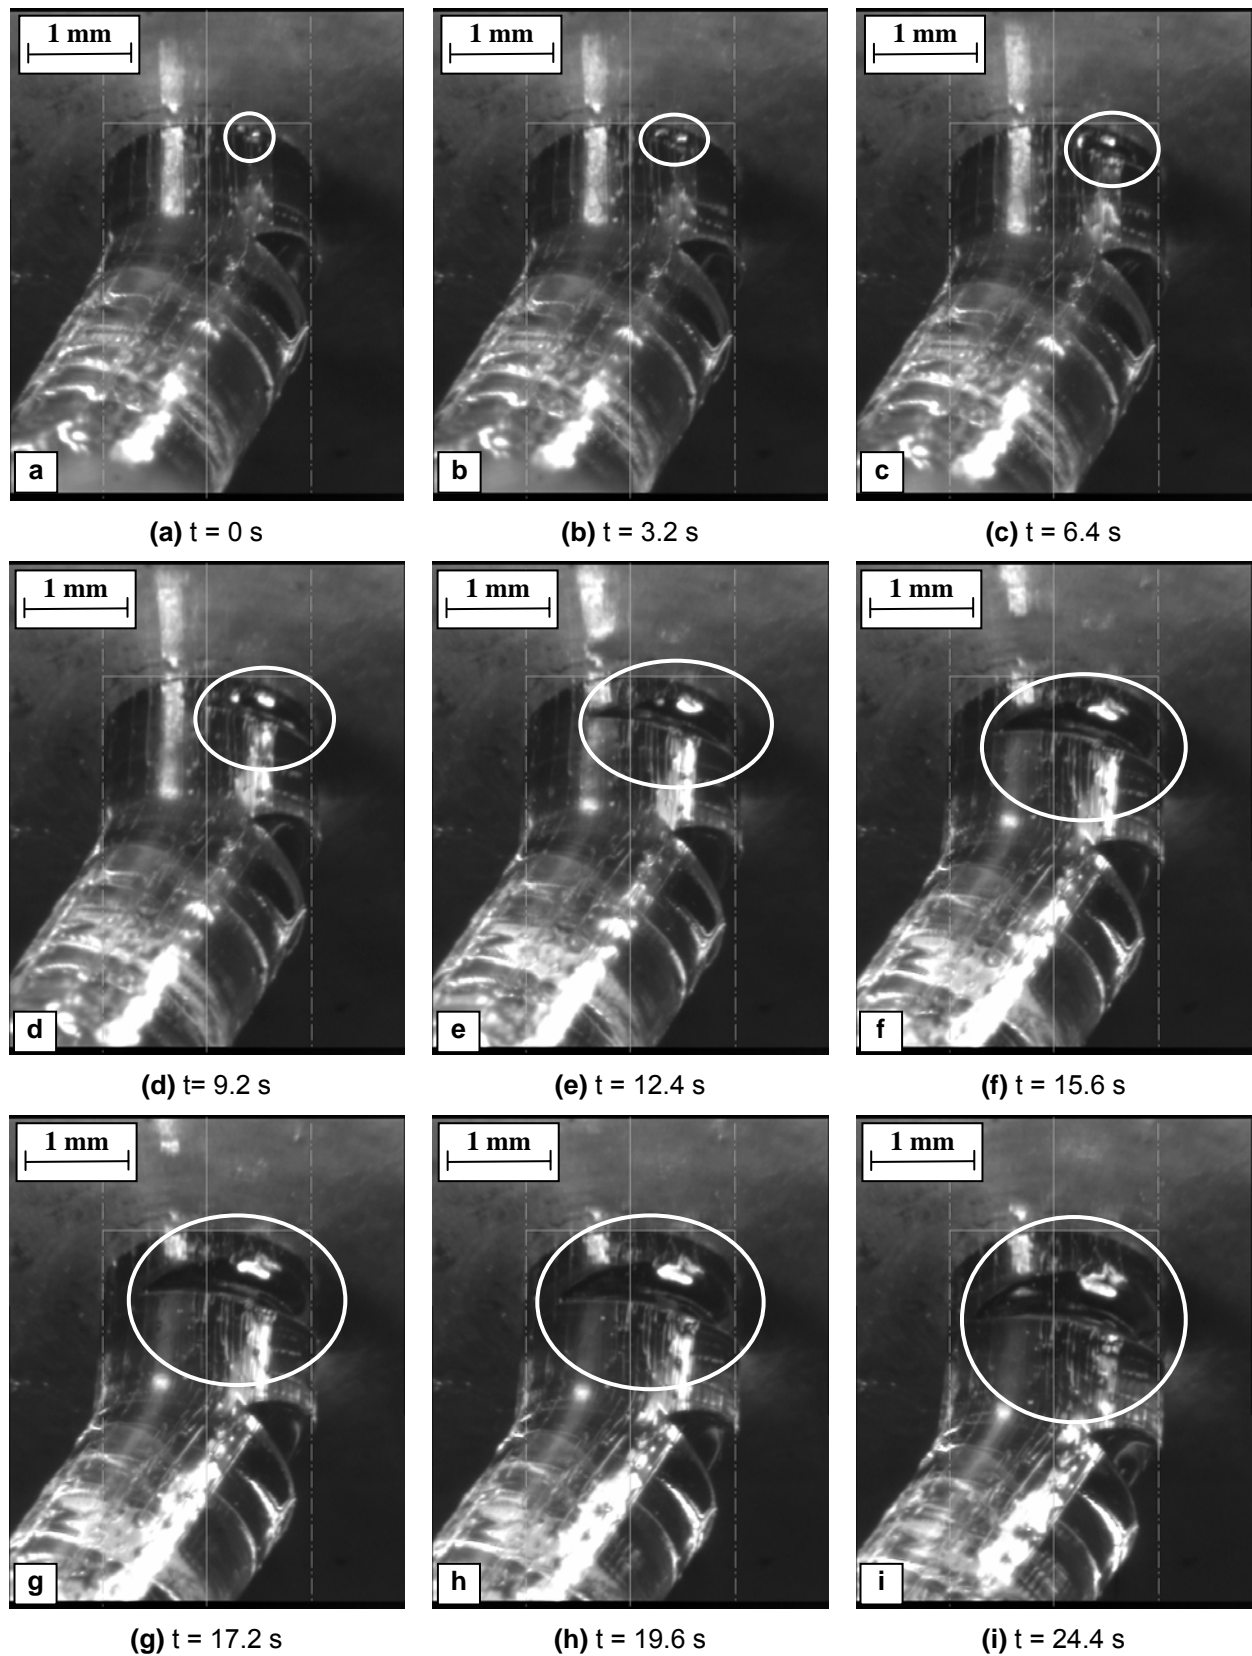 1 mm 1 mm 1 mm
a b c
(a) t = 0 s (b) t = 3.2 s (c) t = 6.4 s
1 mm 1 mm 1 mm
d e f
(d) t= 9.2 s (e) t = 12.4 s (f) t = 15.6 s
1 mm 1 mm 1 mm
g h i
(g) t = 17.2 s (h) t = 19.6 s (i) t = 24.4 s